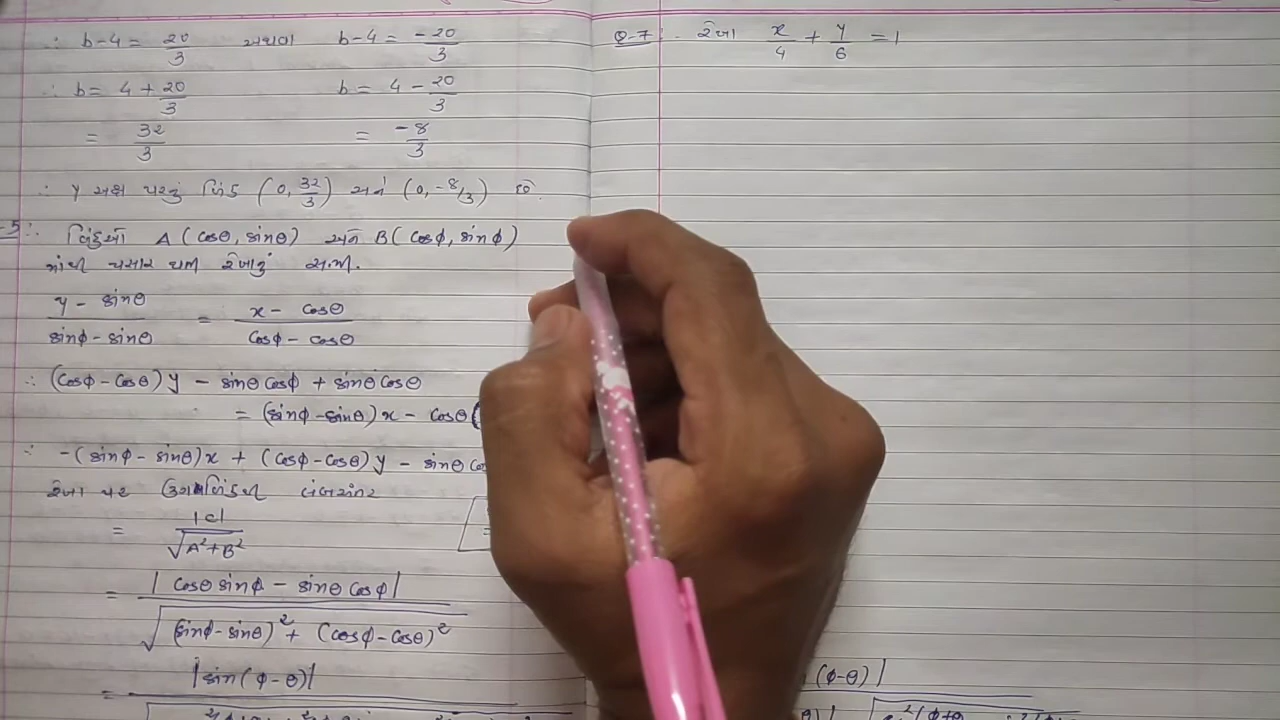 ∴ b-4 = 20/3 અથવા b-4 = -20/3
∴ b = 4 + 20/3 b = 4 - 20/3
= 32/3 = -8/3
∴ y અક્ષ પરનું બિંદુ (0, 32/3) અને (0, -8/3) છે.
-5 ∴ બિંદુઓ A (cosθ, sinθ) અને B (cosϕ, sinϕ)
માંથી પસાર થતી રેખાનું સમી.
y - sinθ / sinϕ - sinθ = x - cosθ / cosϕ - cosθ
∴ (cosϕ - cosθ) y - sinθ cosϕ + sinθ cosθ
= (sinϕ - sinθ) x - cosθ (
∴ -(sinϕ - sinθ) x + (cosϕ - cosθ) y - sinθ cos
રેખા પર ઉગમબિંદુથી લંબઅંતર
= |c| / √A²+B²
= | cosθ sinϕ - sinθ cosϕ | / √(sinϕ - sinθ)² + (cosϕ - cosθ)²
= |sin(ϕ - θ)|
Q-7 : રેખા x/4 + y/6 = 1
(ϕ-θ) |